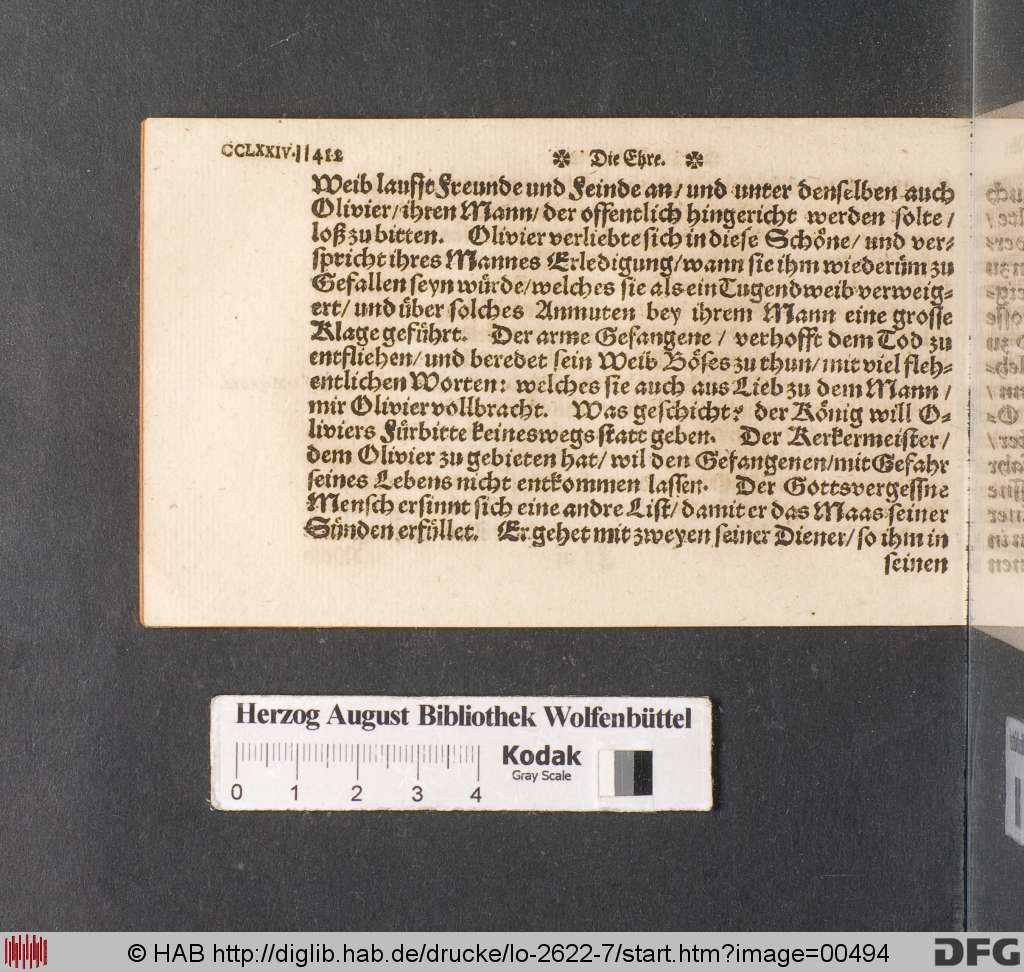 CCLXXIV. || 412
✽ Die Ehre. ✽
Weib laufft Freunde und Feinde an/ und unter denselben auch
Olivier/ ihren Mann/ der offentlich hingericht werden solte/
loß zu bitten. Olivier verliebte sich in diese Schöne/ und ver-
spricht ihres Mannes Erledigung/ wann sie ihm wiederüm zu
Gefallen seyn würde/ welches sie als ein Tugendweib verweig-
ert/ und über solches Anmuten bey ihrem Mann eine grosse
Klage geführt. Der arme Gefangene / verhofft dem Tod zu
entfliehen/ und beredet sein Weib Böses zu thun/ mit viel fleh-
entlichen Worten: welches sie auch aus Lieb zu dem Mann /
mir Olivier vollbracht. Was geschicht? der König will O-
liviers Fürbitte keineswegs statt geben. Der Kerkermeister/
dem Olivier zu gebieten hat/ wil den Gefangenen/ mit Gefahr
seines Lebens nicht entkommen lassen. Der Gottsvergessne
Mensch ersinnt sich eine andre List/ damit er das Maas seiner
Sünden erfüllet. Er gehet mit zweyen seiner Diener/ so ihm in
seinen
Herzog August Bibliothek Wolfenbüttel
Kodak
Gray Scale
0 1 2 3 4
© HAB http://diglib.hab.de/drucke/lo-2622-7/start.htm?image=00494
DFG